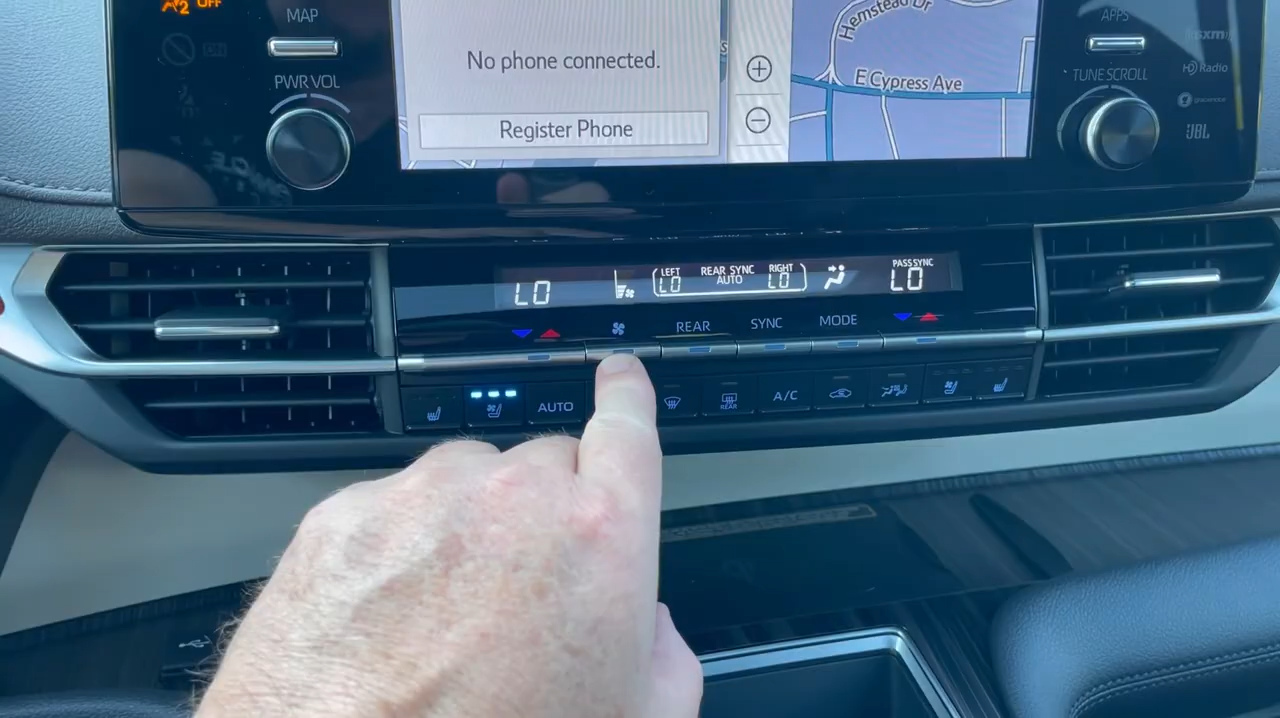 OFF
MAP
PWR VOL
No phone connected.
Register Phone
Hemstead Dr
E Cypress Ave
APPS
TUNE SCROLL
HD Radio
JBL
LO
LEFT
LO
REAR SYNC
AUTO
RIGHT
LO
PASS SYNC
LO
REAR
SYNC
MODE
AUTO
REAR
A/C